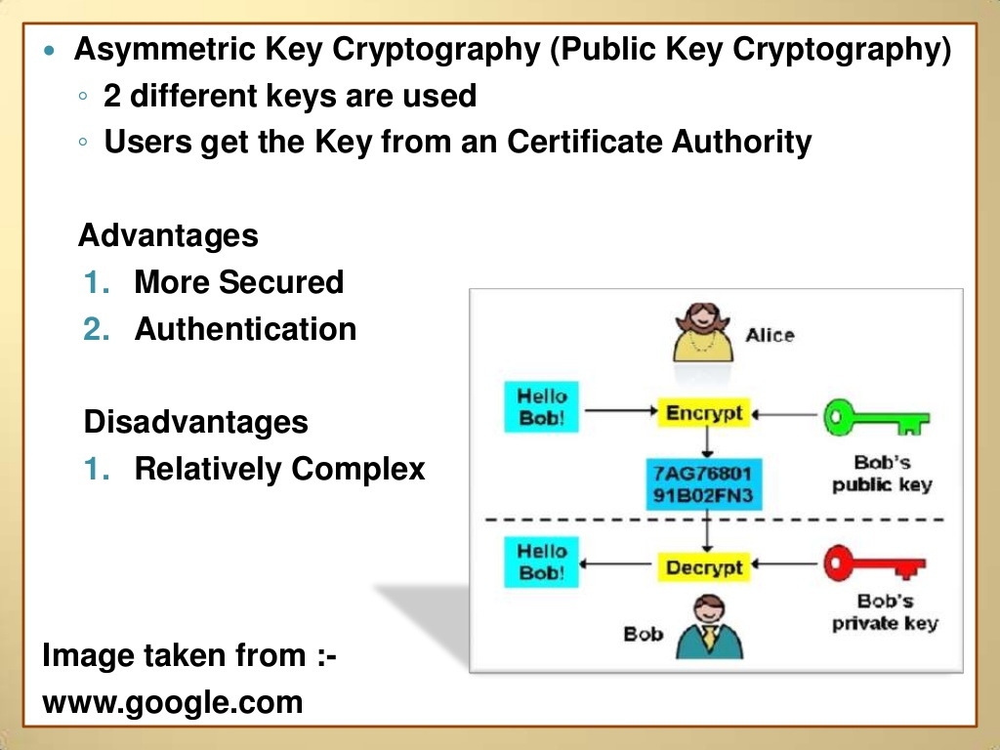 • Asymmetric Key Cryptography (Public Key Cryptography)
◦ 2 different keys are used
◦ Users get the Key from an Certificate Authority
Advantages
1. More Secured
2. Authentication
Disadvantages
1. Relatively Complex
Alice
Hello
Bob!
Encrypt
Bob's
public key
7AG76801
91B02FN3
Hello
Bob!
Decrypt
Bob's
private key
Bob
Image taken from :-
www.google.com